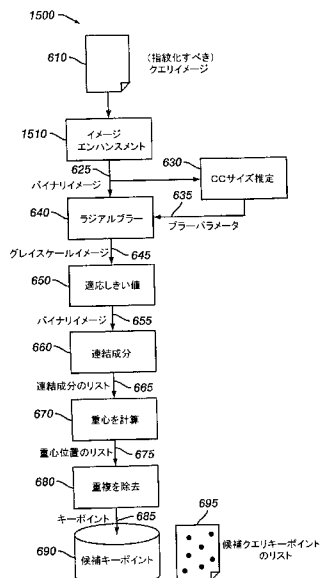 1500
610
(指紋化すべき)
クエリイメージ
1510
イメージ
エンハンスメント
625
バイナリイメージ
630
CCサイズ推定
640
ラジアルブラー
635
ブラーパラメータ
グレイスケールイメージ
645
650
適応しきい値
バイナリイメージ
655
660
連結成分
連結成分のリスト
665
670
重心を計算
重心位置のリスト
675
680
重複を除去
キーポイント
685
690
候補キーポイント
695
候補クエリキーポイント
のリスト